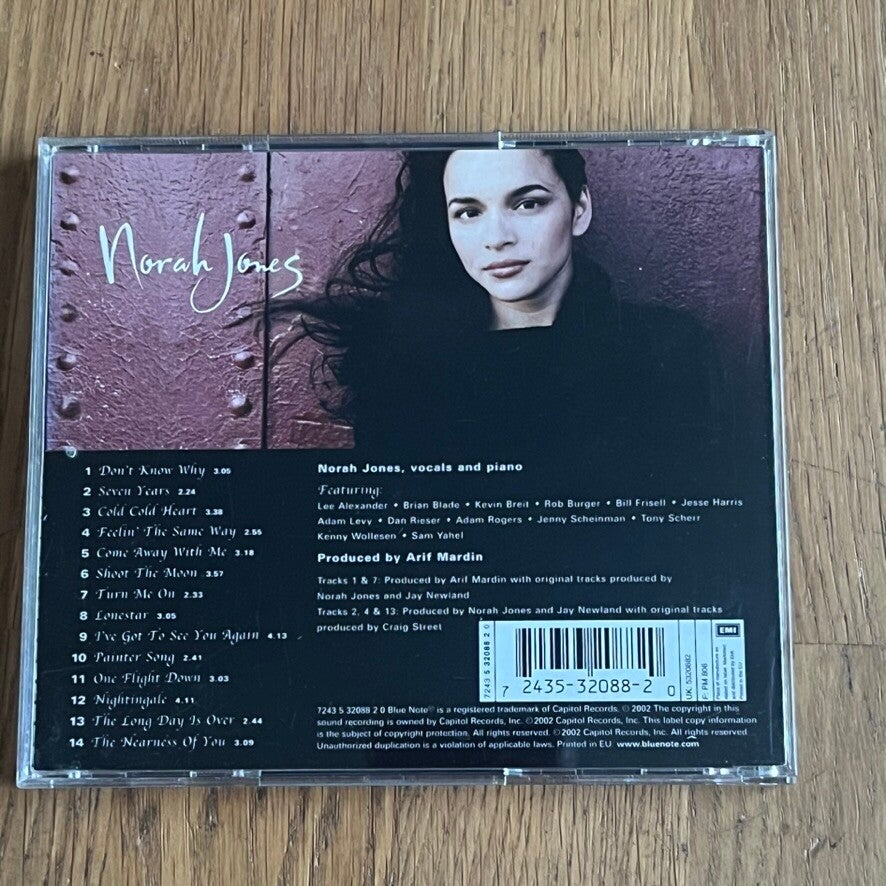 Norah Jones
1 Don't Know Why 3.05
2 Seven Years 2.24
3 Cold Cold Heart 3.38
4 Feelin' The Same Way 2.55
5 Come Away With Me 3.18
6 Shoot The Moon 3.57
7 Turn Me On 2.33
8 Lonestar 3.05
9 I've Got To See You Again 4.13
10 Painter Song 2.41
11 One Flight Down 3.03
12 Nightingale 4.11
13 The Long Day Is Over 2.44
14 The Nearness Of You 3.09
Norah Jones, vocals and piano
Featuring:
Lee Alexander • Brian Blade • Kevin Breit • Rob Burger • Bill Frisell • Jesse Harris
Adam Levy • Dan Rieser • Adam Rogers • Jenny Scheinman • Tony Scherr
Kenny Wollesen • Sam Yahel
Produced by Arif Mardin
Tracks 1 & 7: Produced by Arif Mardin with original tracks produced by
Norah Jones and Jay Newland
Tracks 2, 4 & 13: Produced by Norah Jones and Jay Newland with original tracks
produced by Craig Street
7243 5 32088 2 0
7 2435-32088-2 0
UK: 5320882
F: PM 806
EMI
7243 5 32088 2 0 Blue Note® is a registered trademark of Capitol Records. ℗ 2002 The copyright in this
sound recording is owned by Capitol Records, Inc. ©2002 Capitol Records, Inc. This label copy information
is the subject of copyright protection. All rights reserved. ©2002 Capitol Records, Inc. All rights reserved
Unauthorized duplication is a violation of applicable laws. Printed in EU www.bluenote.com